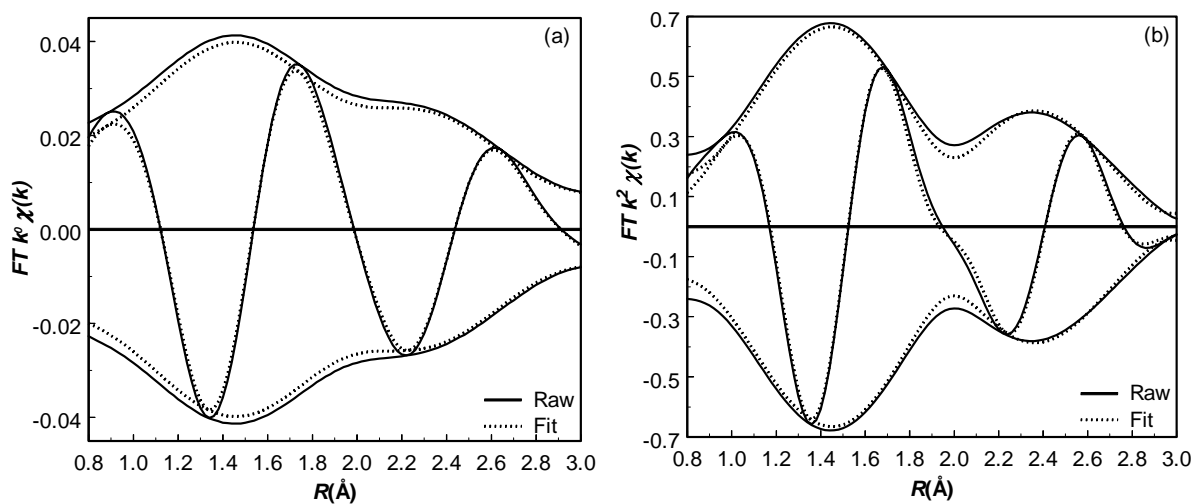 (a)
0.04
0.02
0.00
-0.02
-0.04
FT k⁰ χ(k)
Raw
Fit
0.8 1.0 1.2 1.4 1.6 1.8 2.0 2.2 2.4 2.6 2.8 3.0
R(Å)
(b)
0.7
0.5
0.3
0.1
-0.1
-0.3
-0.5
-0.7
FT k² χ(k)
Raw
Fit
0.8 1.0 1.2 1.4 1.6 1.8 2.0 2.2 2.4 2.6 2.8 3.0
R(Å)